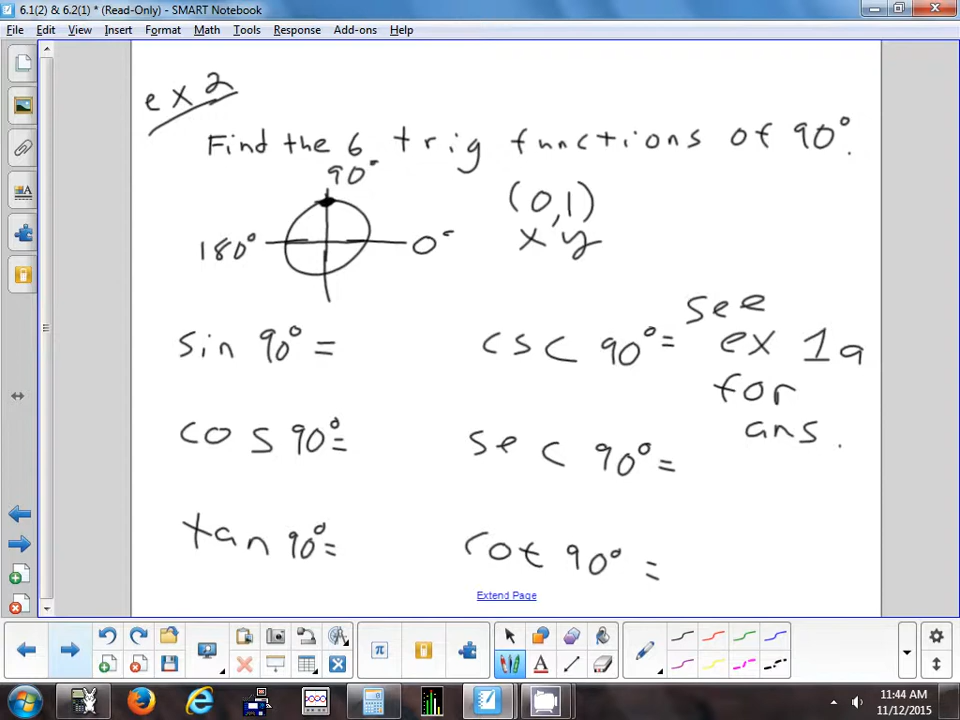 6.1(2) & 6.2(1) * (Read-Only) - SMART Notebook
File Edit View Insert Format Math Tools Response Add-ons Help
ex 2
Find the 6 trig functions of 90°.
90°
(0,1)
x y
180° 0°
sin 90° =
csc 90° = see
ex 1a
for
ans.
cos 90° =
sec 90° =
tan 90° =
cot 90° =
Extend Page
11:44 AM
11/12/2015